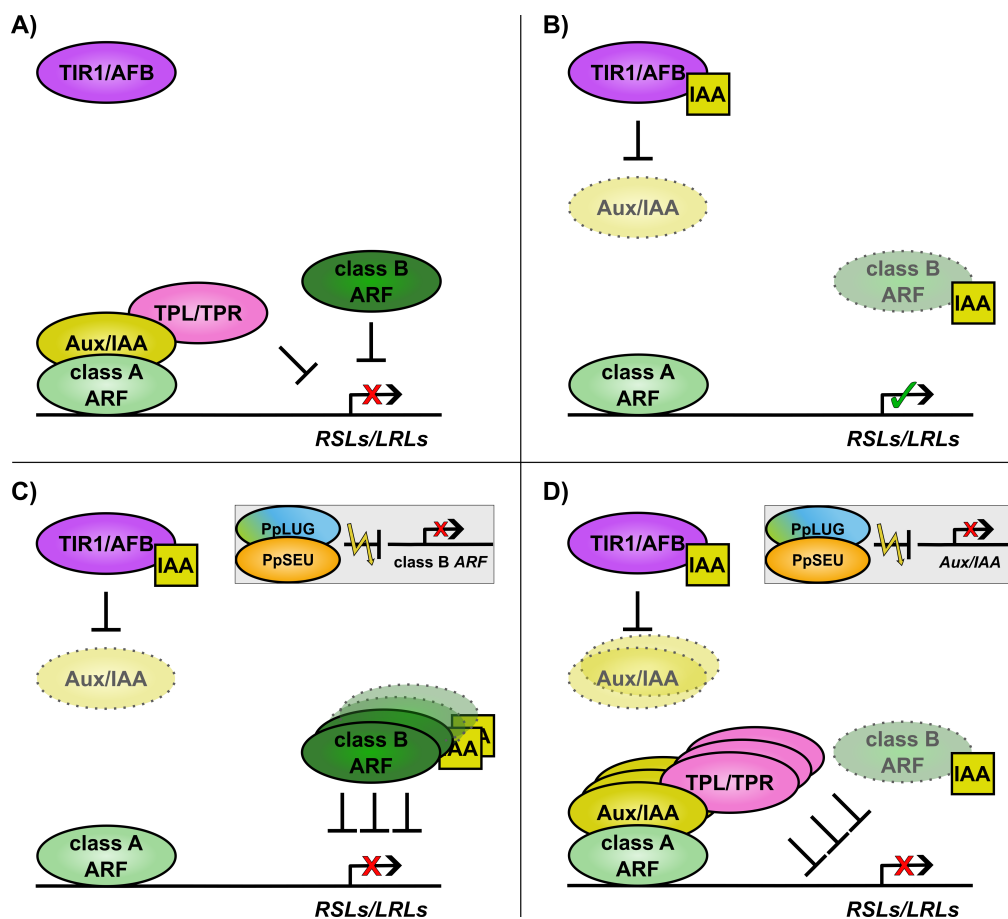 A)
TIR1/AFB
class B
ARF
TPL/TPR
Aux/IAA
class A
ARF
X
RSLs/LRLs
B)
TIR1/AFB
IAA
Aux/IAA
class B
ARF
IAA
class A
ARF
RSLs/LRLs
C)
TIR1/AFB
IAA
PpLUG
PpSEU
X
class B ARF
Aux/IAA
class B
ARF
IAA
IAA
class A
ARF
X
RSLs/LRLs
D)
TIR1/AFB
IAA
PpLUG
PpSEU
X
Aux/IAA
Aux/IAA
class B
ARF
IAA
TPL/TPR
Aux/IAA
class A
ARF
X
RSLs/LRLs